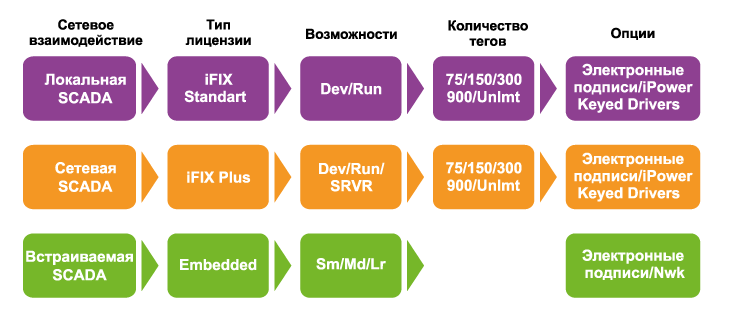 Сетевое
взаимодействие
Тип
лицензии
Возможности
Количество
тегов
Опции
Локальная
SCADA
iFIX
Standart
Dev/Run
75/150/300
900/Unlmt
Электронные
подписи/iPower
Keyed Drivers
Сетевая
SCADA
iFIX Plus
Dev/Run/
SRVR
75/150/300
900/Unlmt
Электронные
подписи/iPower
Keyed Drivers
Встраиваемая
SCADA
Embedded
Sm/Md/Lr
Электронные
подписи/Nwk